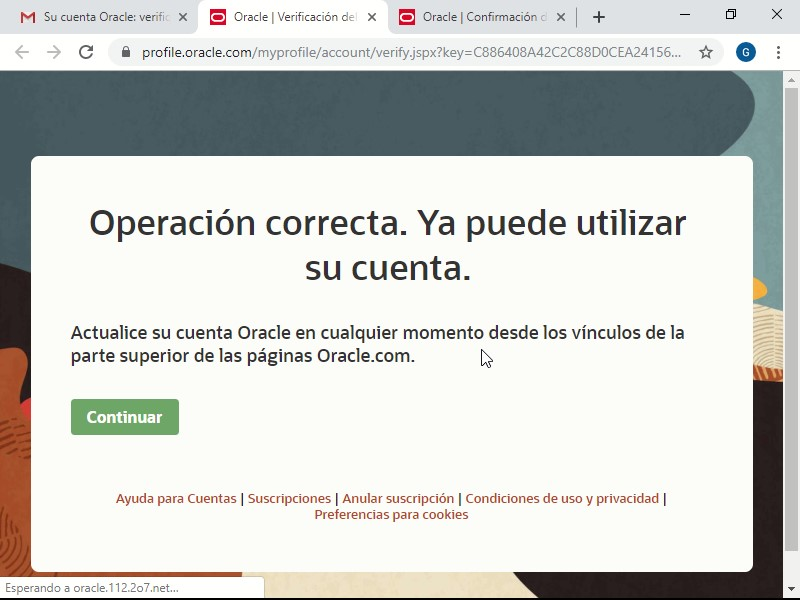 Su cuenta Oracle: verific
Oracle | Verificación del
Oracle | Confirmación d
profile.oracle.com/myprofile/account/verify.jspx?key=C886408A42C2C88D0CEA24156...
G
Operación correcta. Ya puede utilizar
su cuenta.
Actualice su cuenta Oracle en cualquier momento desde los vínculos de la
parte superior de las páginas Oracle.com.
Continuar
Ayuda para Cuentas | Suscripciones | Anular suscripción | Condiciones de uso y privacidad |
Preferencias para cookies
Esperando a oracle.112.2o7.net...